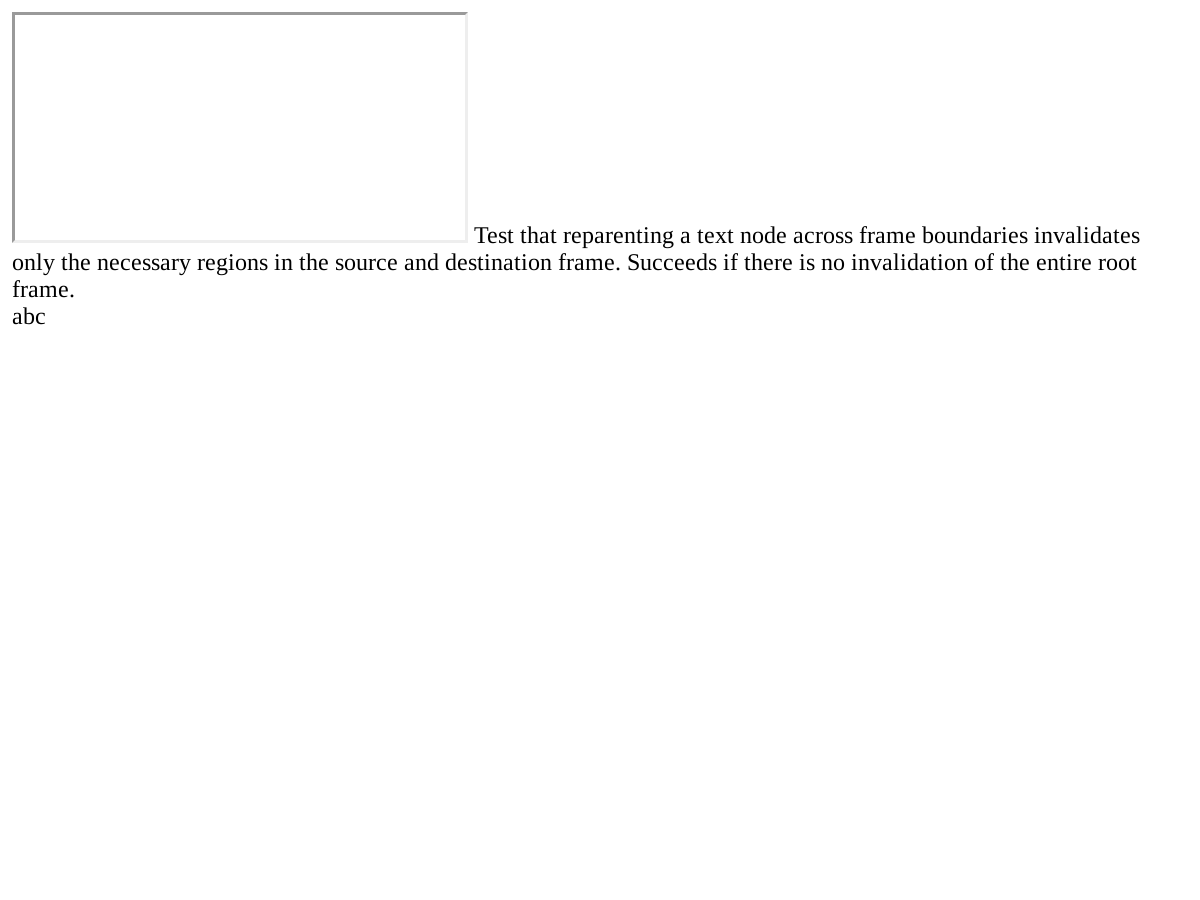 Test that reparenting a text node across frame boundaries invalidates
only the necessary regions in the source and destination frame. Succeeds if there is no invalidation of the entire root
frame.
abc